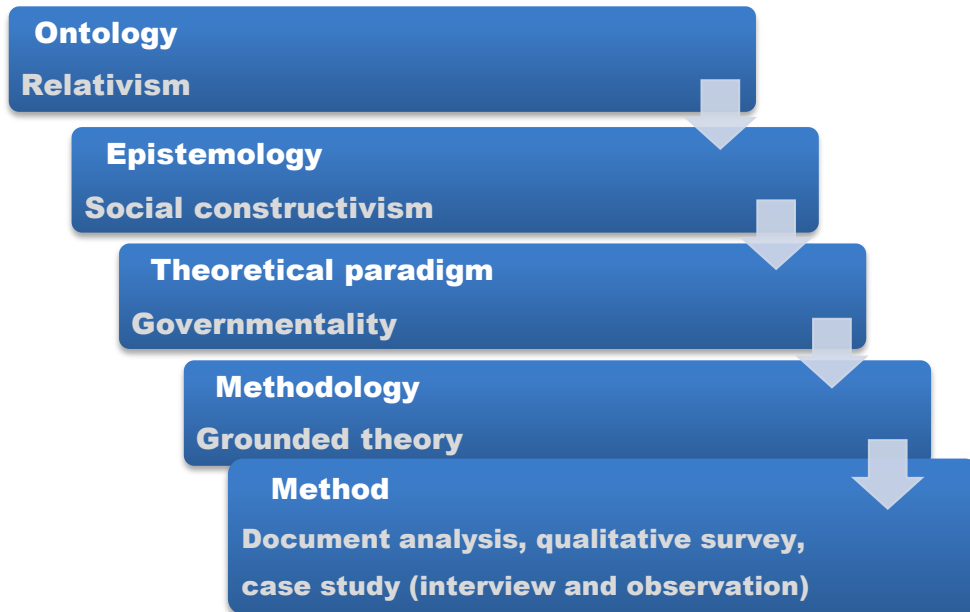 Ontology
Relativism
Epistemology
Social constructivism
Theoretical paradigm
Governmentality
Methodology
Grounded theory
Method
Document analysis, qualitative survey,
case study (interview and observation)